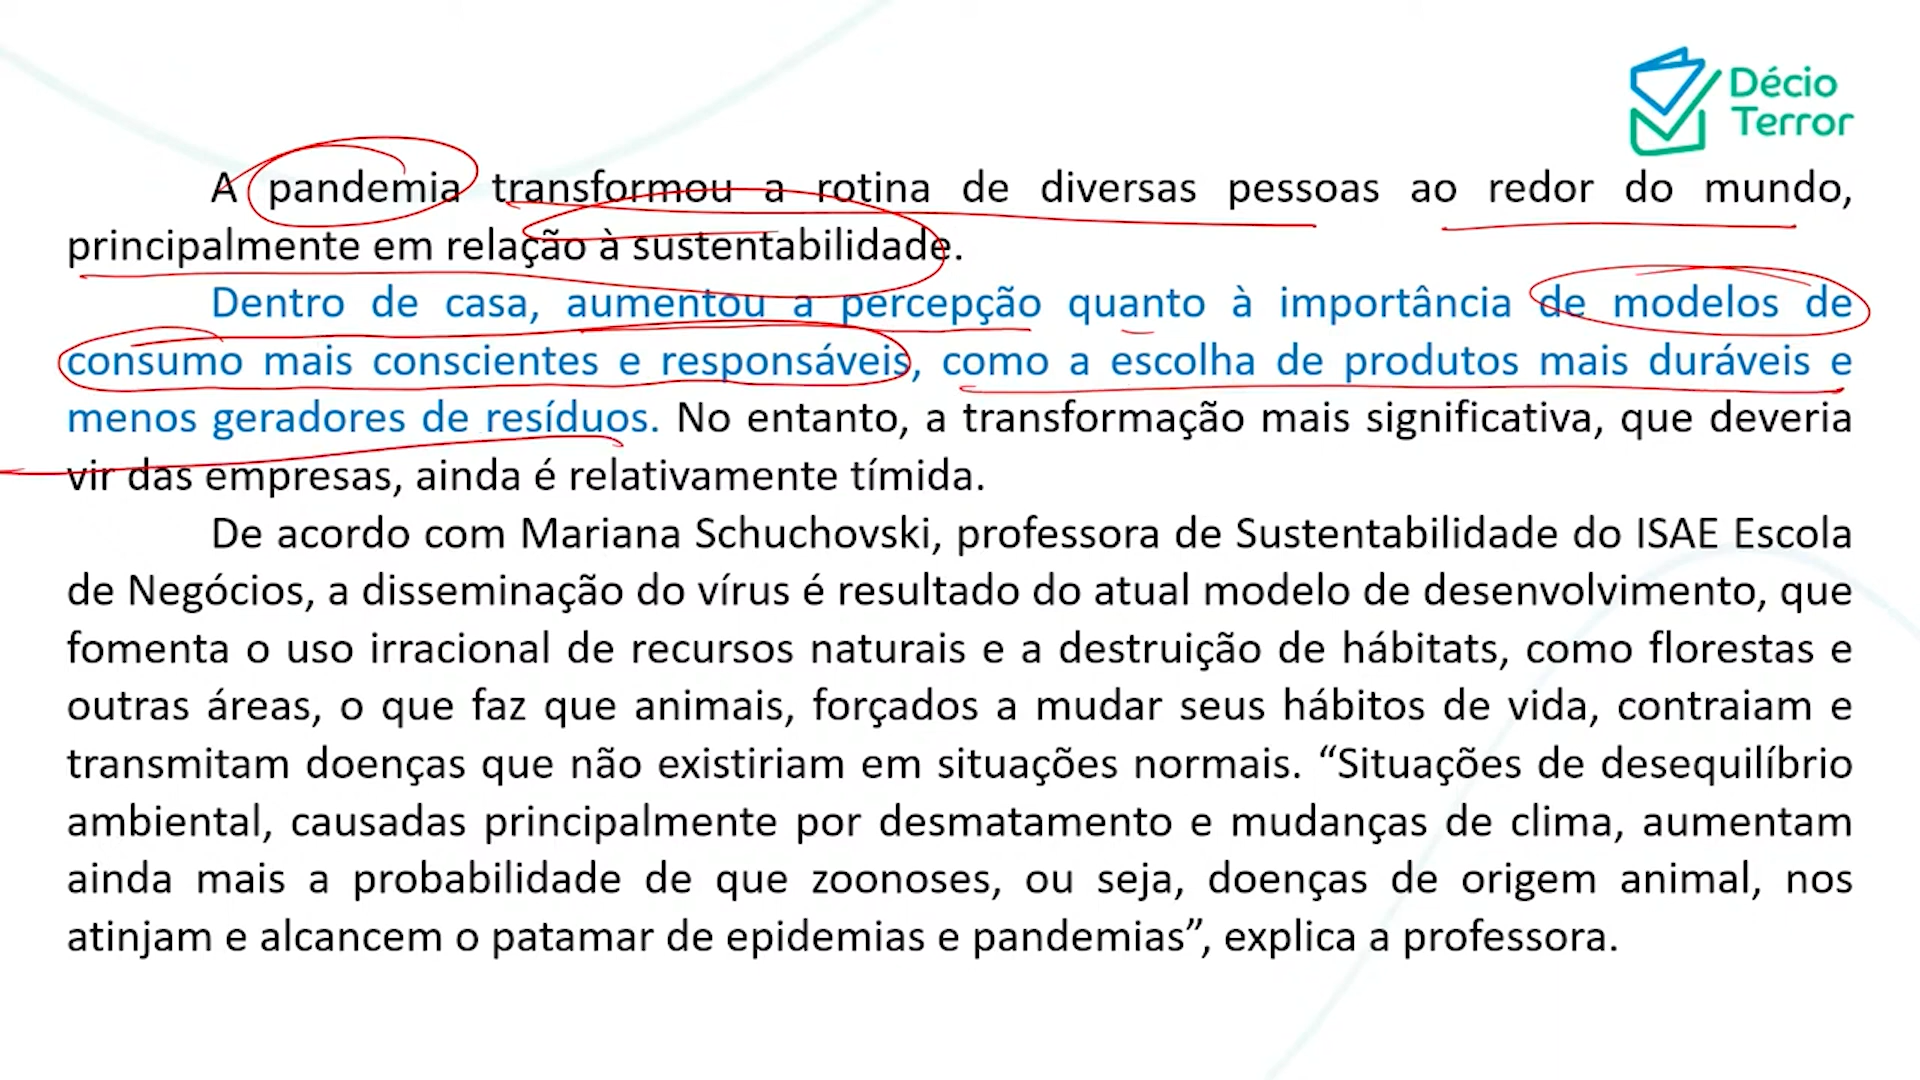 Décio
Terror
A pandemia transformou a rotina de diversas pessoas ao redor do mundo,
principalmente em relação à sustentabilidade.
Dentro de casa, aumentou a percepção quanto à importância de modelos de
consumo mais conscientes e responsáveis, como a escolha de produtos mais duráveis e
menos geradores de resíduos. No entanto, a transformação mais significativa, que deveria
vir das empresas, ainda é relativamente tímida.
De acordo com Mariana Schuchovski, professora de Sustentabilidade do ISAE Escola
de Negócios, a disseminação do vírus é resultado do atual modelo de desenvolvimento, que
fomenta o uso irracional de recursos naturais e a destruição de hábitats, como florestas e
outras áreas, o que faz que animais, forçados a mudar seus hábitos de vida, contraiam e
transmitam doenças que não existiriam em situações normais. “Situações de desequilíbrio
ambiental, causadas principalmente por desmatamento e mudanças de clima, aumentam
ainda mais a probabilidade de que zoonoses, ou seja, doenças de origem animal, nos
atinjam e alcancem o patamar de epidemias e pandemias”, explica a professora.